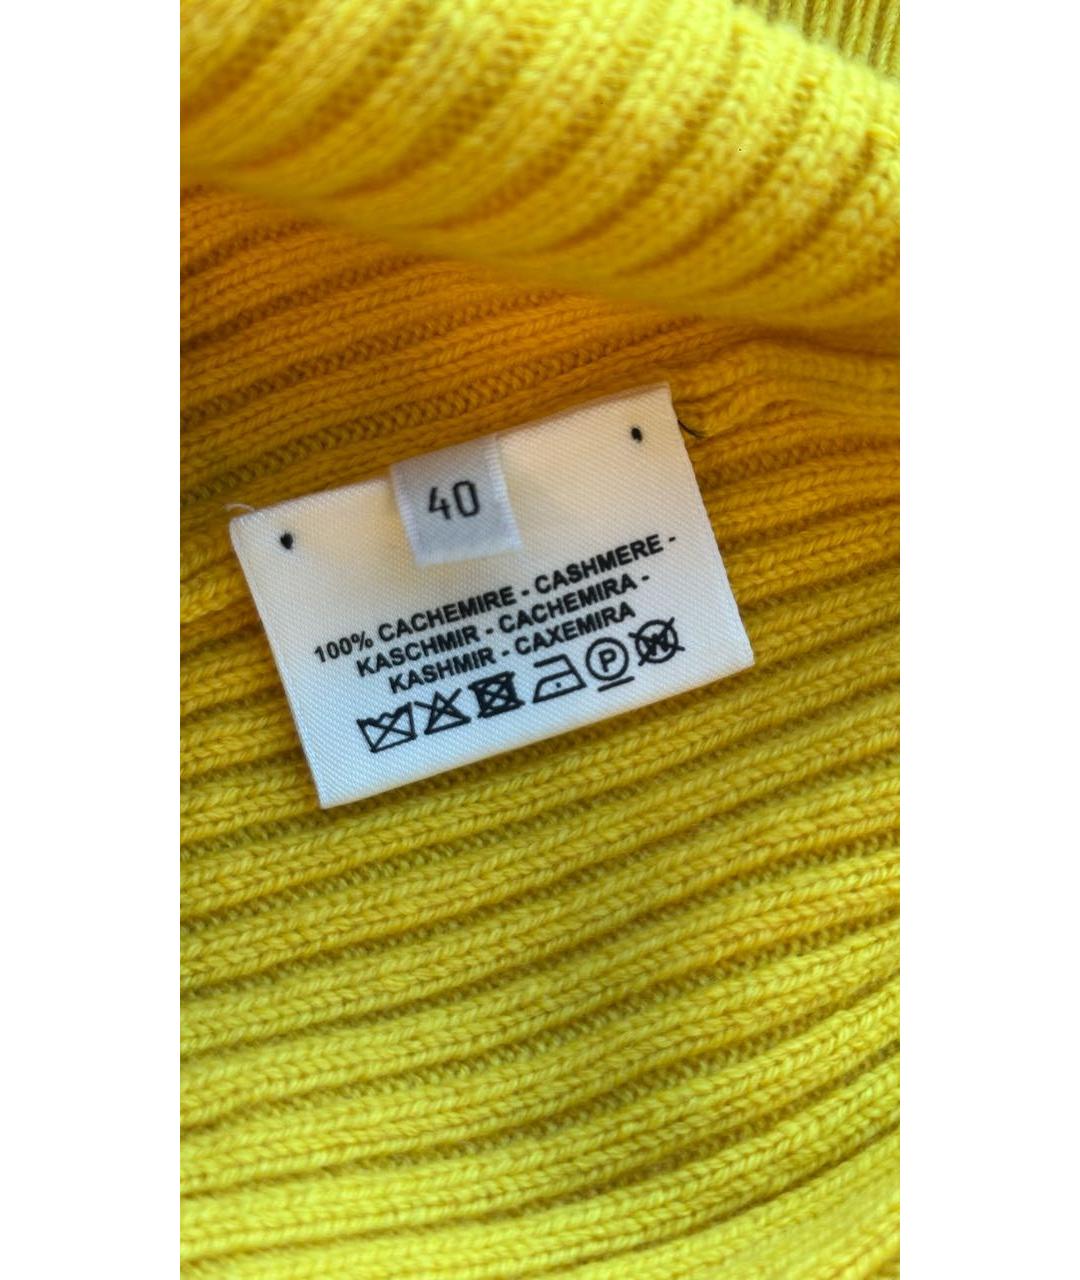 40
100% CACHEMIRE - CASHMERE -
KASCHMIR - CACHEMIRA -
KASHMIR - CAXEMIRA
P W